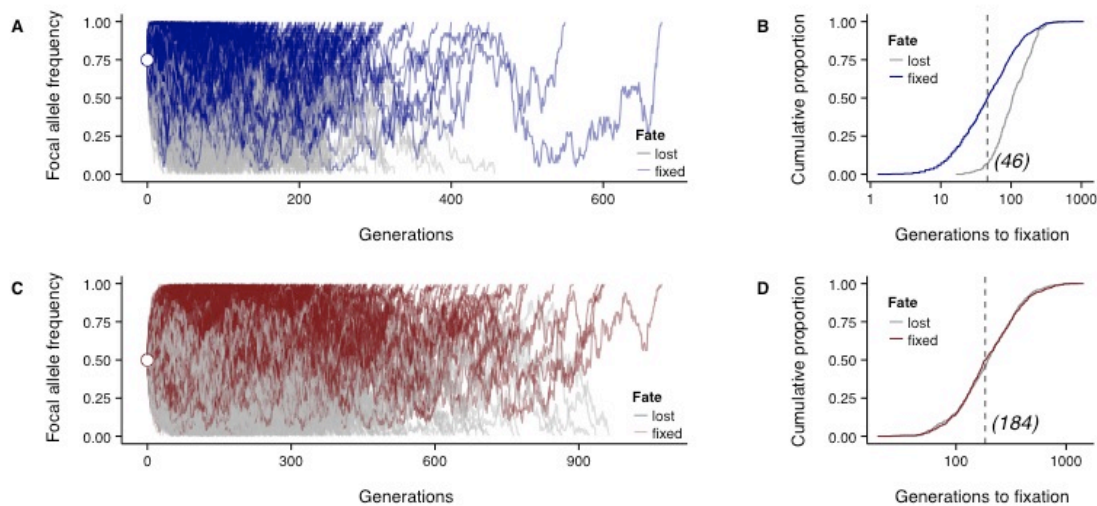 A
Focal allele frequency
1.00
0.75
0.50
0.25
0.00
0
200
400
600
Generations
Fate
lost
fixed
B
Cumulative proportion
1.00
0.75
0.50
0.25
0.00
1
10
100
1000
Generations to fixation
Fate
lost
fixed
(46)
C
Focal allele frequency
1.00
0.75
0.50
0.25
0.00
0
300
600
900
Generations
Fate
lost
fixed
D
Cumulative proportion
1.00
0.75
0.50
0.25
0.00
100
1000
Generations to fixation
Fate
lost
fixed
(184)